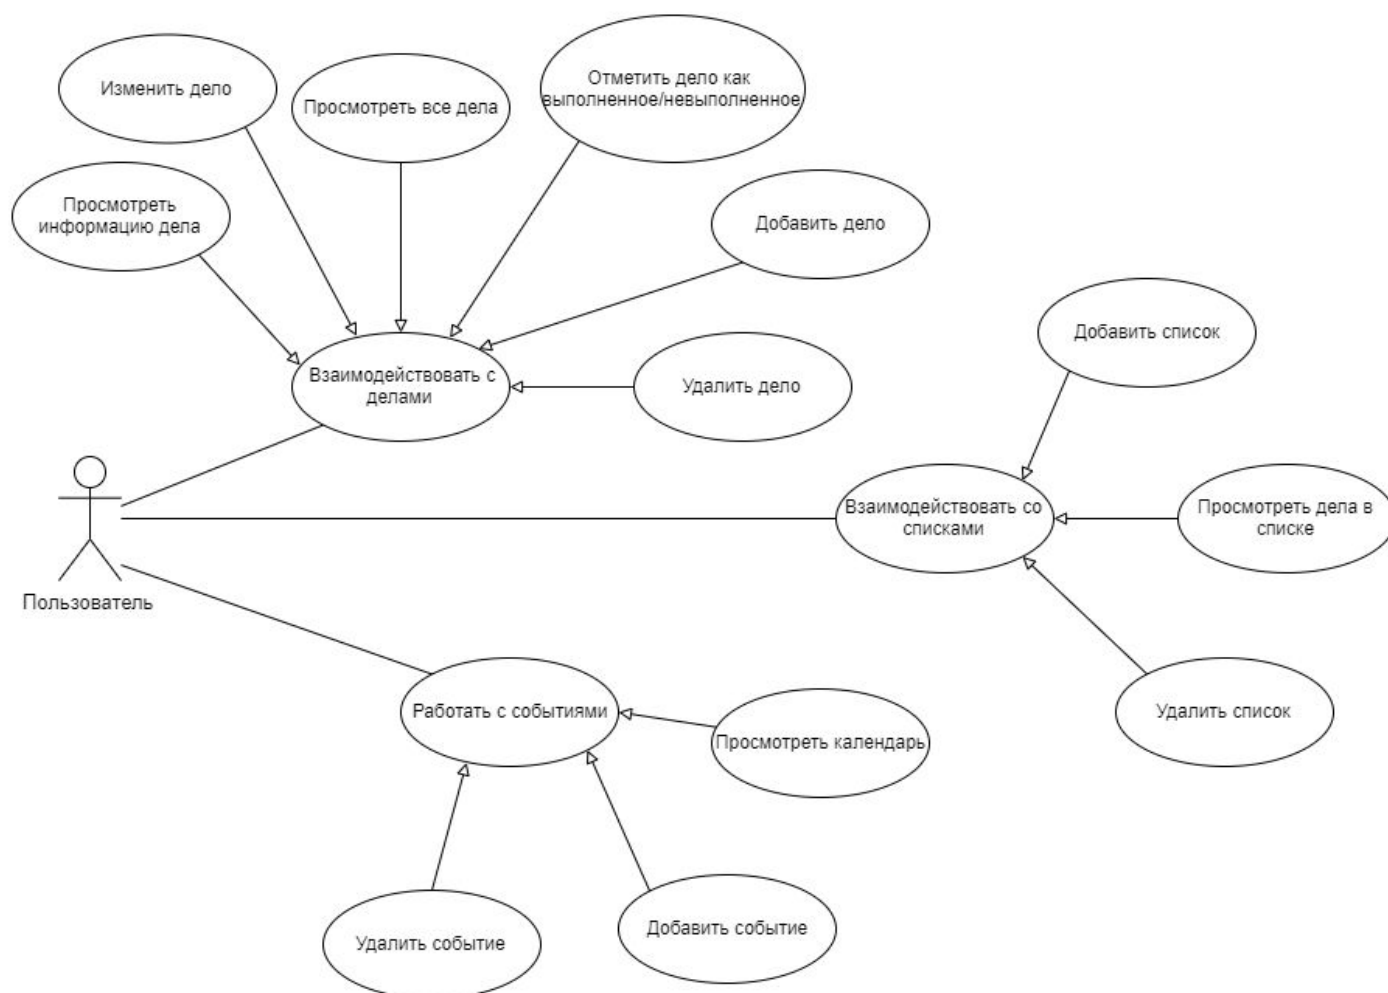 Изменить дело
Просмотреть все дела
Отметить дело как
выполненное/невыполненное
Просмотреть
информацию дела
Добавить дело
Взаимодействовать с
делами
Удалить дело
Добавить список
Взаимодействовать со
списками
Просмотреть дела в
списке
Пользователь
Работать с событиями
Просмотреть календарь
Удалить список
Удалить событие
Добавить событие